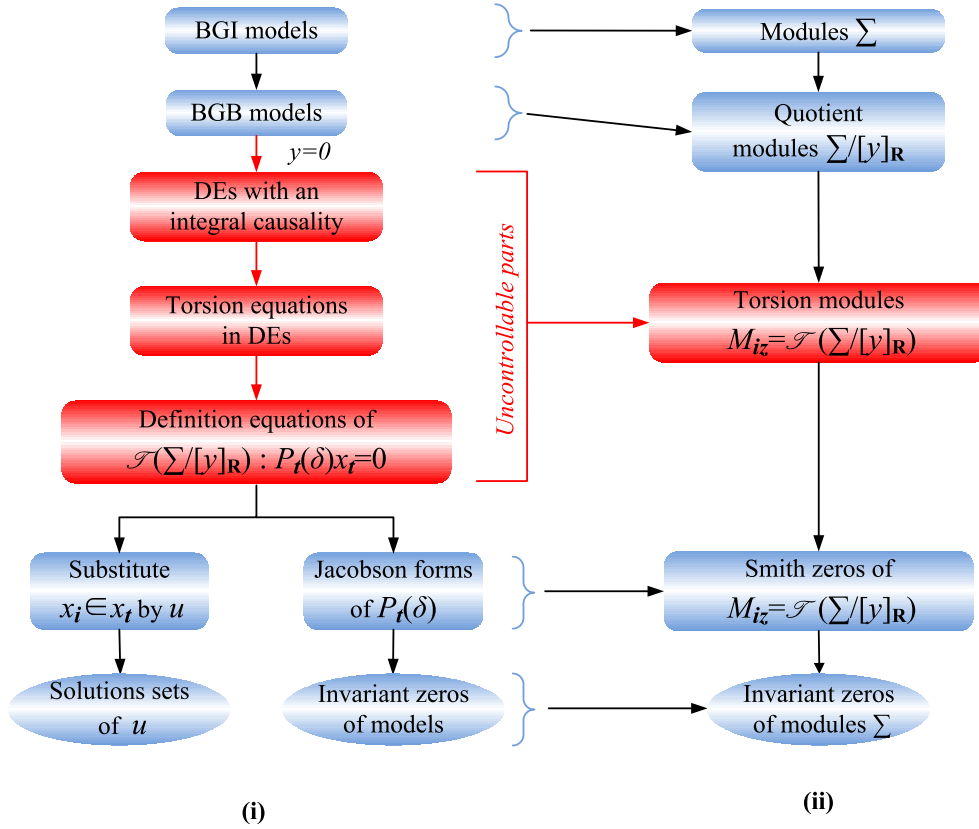 BGI models
BGB models
y=0
DEs with an
integral causality
Torsion equations
in DEs
Definition equations of
𝒯(∑/[y]R) : Pt(δ)xt=0
Substitute
xi∈xt by u
Jacobson forms
of Pt(δ)
Solutions sets
of u
Invariant zeros
of models
(i)
Uncontrollable parts
Modules ∑
Quotient
modules ∑/[y]R
Torsion modules
Miz=𝒯(∑/[y]R)
Smith zeros of
Miz=𝒯(∑/[y]R)
Invariant zeros
of modules ∑
(ii)